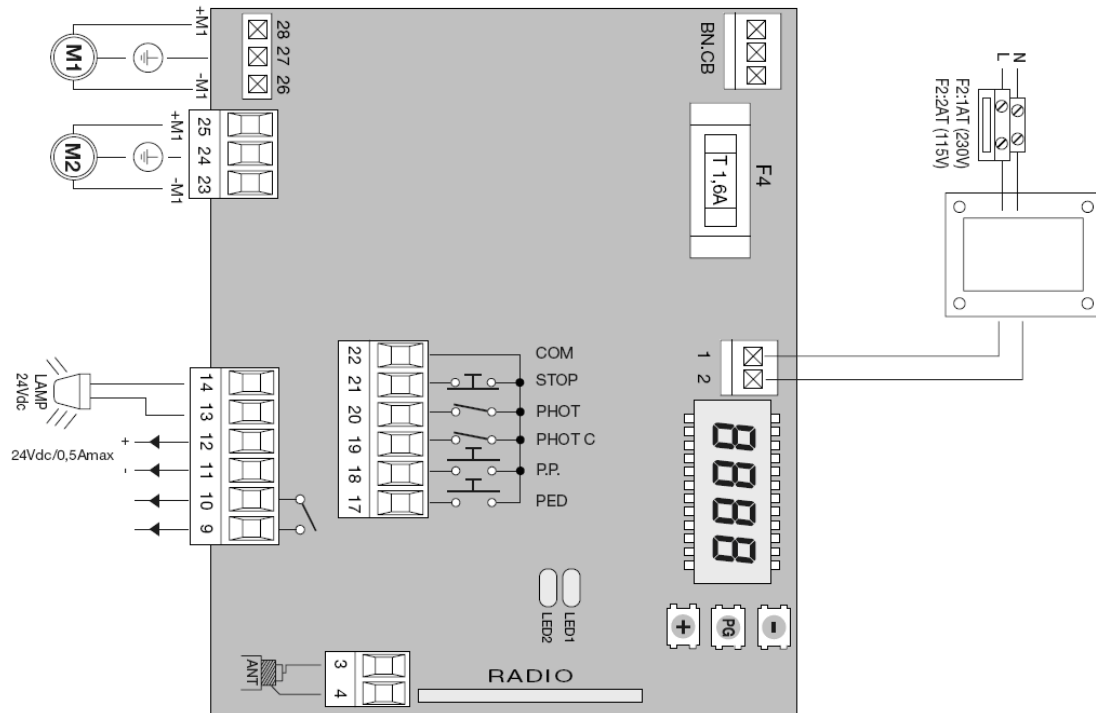 +M1
M1
-M1
28
27
26
+M1
M2
-M1
25
24
23
BN.CB
F4
T 1,6A
L
N
F2:1AT (230V)
F2:2AT (115V)
LAMP
24Vdc
14
13
12
11
10
9
+
24Vdc/0,5Amax
-
22
21
20
19
18
17
COM
STOP
PHOT
PHOT C
P.P.
PED
1
2
8888
LED2
LED1
+
PG
-
ANT
3
4
RADIO